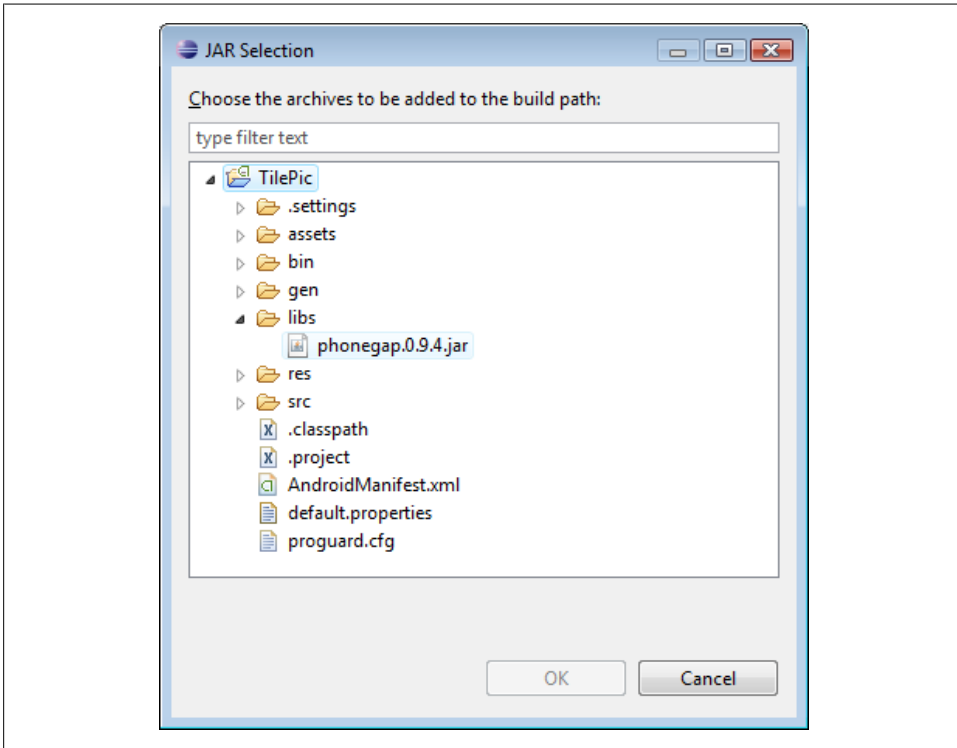 JAR Selection
Choose the archives to be added to the build path:
type filter text
TilePic
.settings
assets
bin
gen
libs
phonegap.0.9.4.jar
res
src
.classpath
.project
AndroidManifest.xml
default.properties
proguard.cfg
OK Cancel